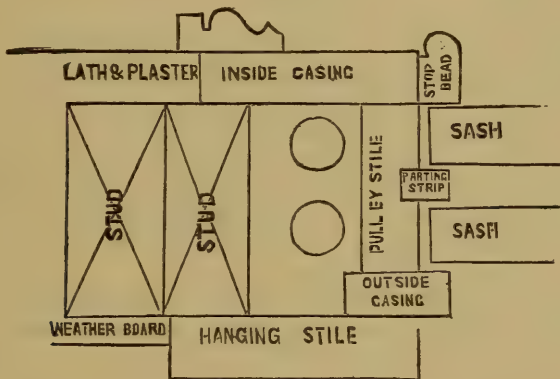 LATH & PLASTER
INSIDE CASING
STOP
BEAD
SASH
STUD
STUD
PULLEY STILE
PARTING
STRIP
SASH
OUTSIDE
CASING
WEATHER BOARD
HANGING STILE